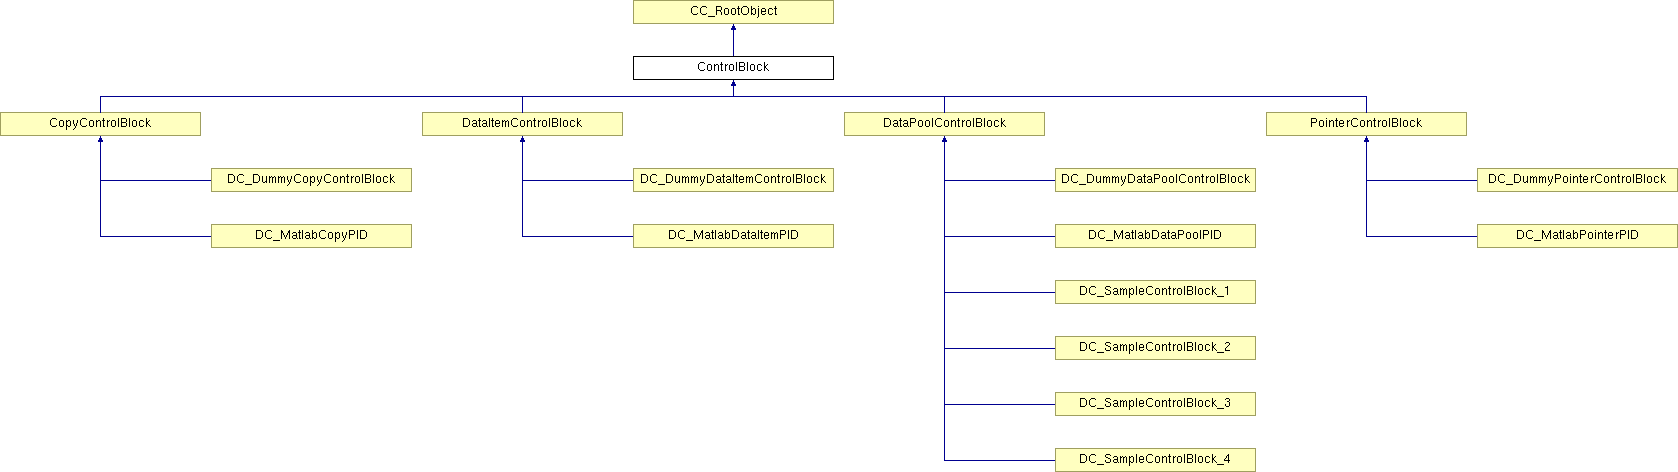 CC_RootObject
ControlBlock
CopyControlBlock
DataItemControlBlock
DataPoolControlBlock
PointerControlBlock
DC_DummyCopyControlBlock
DC_DummyDataItemControlBlock
DC_DummyDataPoolControlBlock
DC_DummyPointerControlBlock
DC_MatlabCopyPID
DC_MatlabDataItemPID
DC_MatlabDataPoolPID
DC_MatlabPointerPID
DC_SampleControlBlock_1
DC_SampleControlBlock_2
DC_SampleControlBlock_3
DC_SampleControlBlock_4